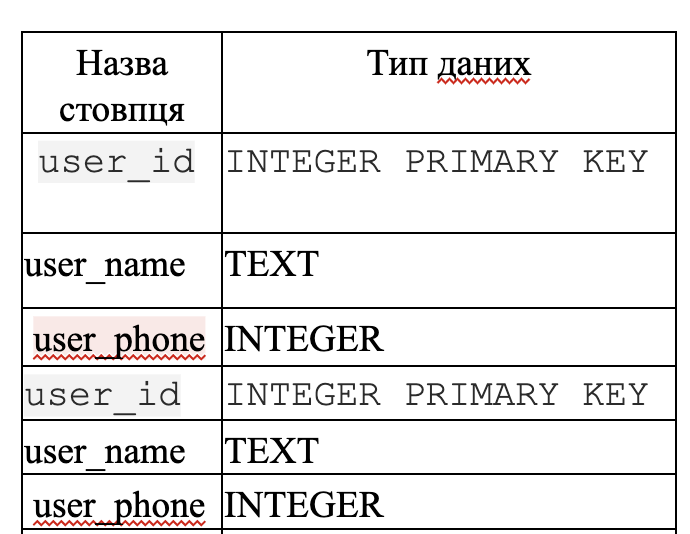 Назва Тип даних
стовпця
user_id INTEGER PRIMARY KEY
user_name TEXT
user_phone INTEGER
user_id INTEGER PRIMARY KEY
user_name TEXT
user_phone INTEGER